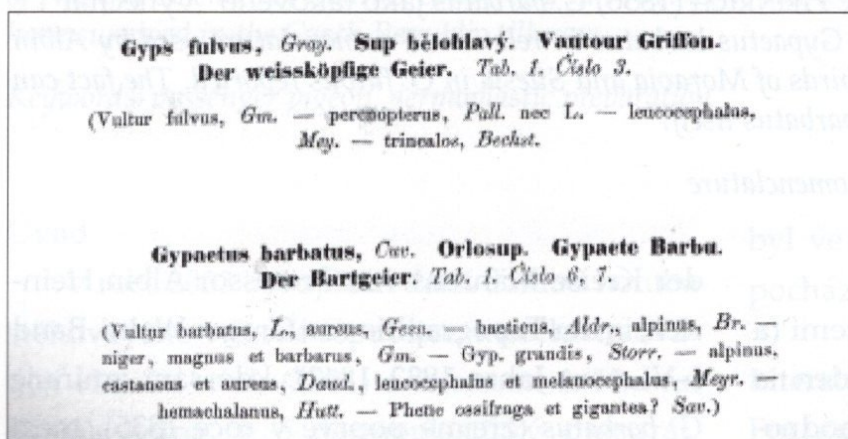 Gyps fulvus, Gray. Sup běloblavý. Vautour Griffon.
Der weissköpfige Geier. Tab. 1. Číslo 3.
(Vultur fulvus, Gm. — percnopterus, Pall. nec L. — leucocephalus,
Mey. — trincalos, Bechst.
Gypaetus barbatus, Cuv. Orlosup. Gypaete Barbu.
Der Bartgeier. Tab. 1. Číslo 6, 7.
(Vultur barbatus, L., aureus, Gesn. — baeticus, Aldr., alpinus, Br.
niger, magnus et barbarus, Gm. — Gyp. grandis, Storr. — alpinus,
castaneus et aureus, Daud., leucocephalus et melanocephalus, Meyr.
hemachalanus, Hutt. — Phene ossifraga et gigantea? Sav.)